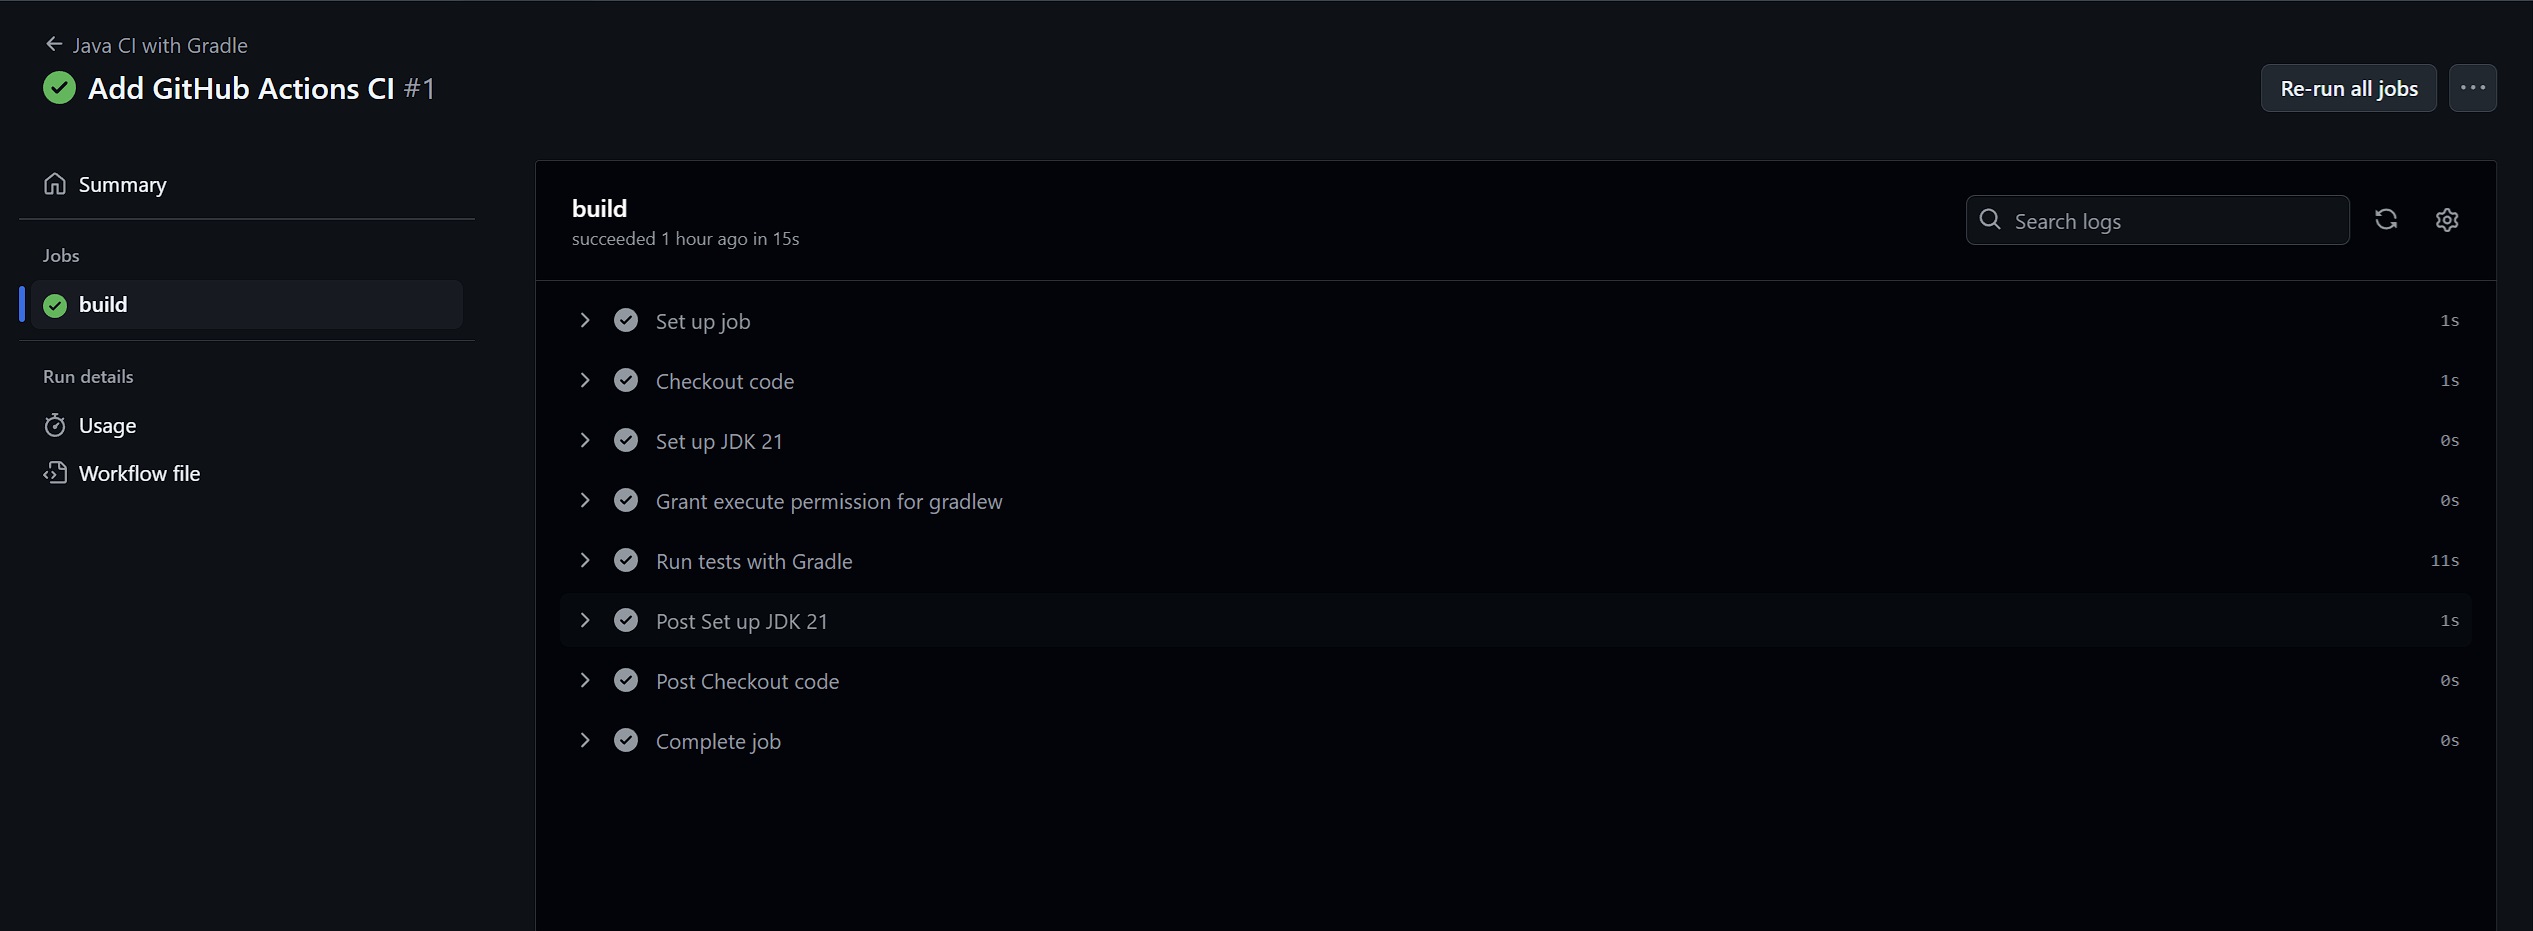 Java CI with Gradle
Add GitHub Actions CI #1
Re-run all jobs
Summary
Jobs
build
Run details
Usage
Workflow file
build
succeeded 1 hour ago in 15s
Search logs
Set up job 1s
Checkout code 1s
Set up JDK 21 0s
Grant execute permission for gradlew 0s
Run tests with Gradle 11s
Post Set up JDK 21 1s
Post Checkout code 0s
Complete job 0s